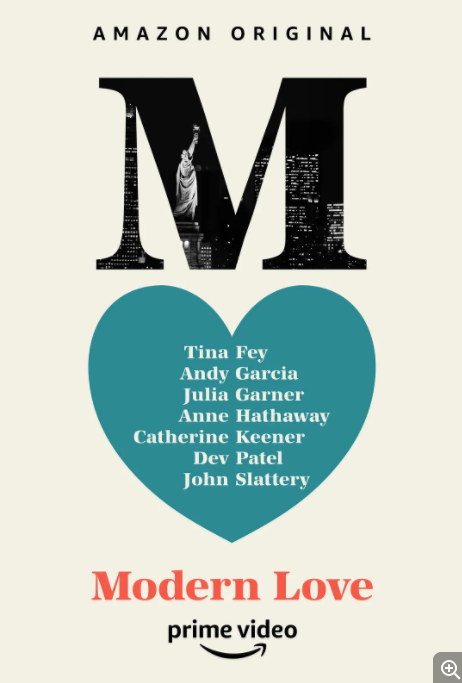 AMAZON ORIGINAL
M
Tina Fey
Andy Garcia
Julia Garner
Anne Hathaway
Catherine Keener
Dev Patel
John Slattery
Modern Love
prime video